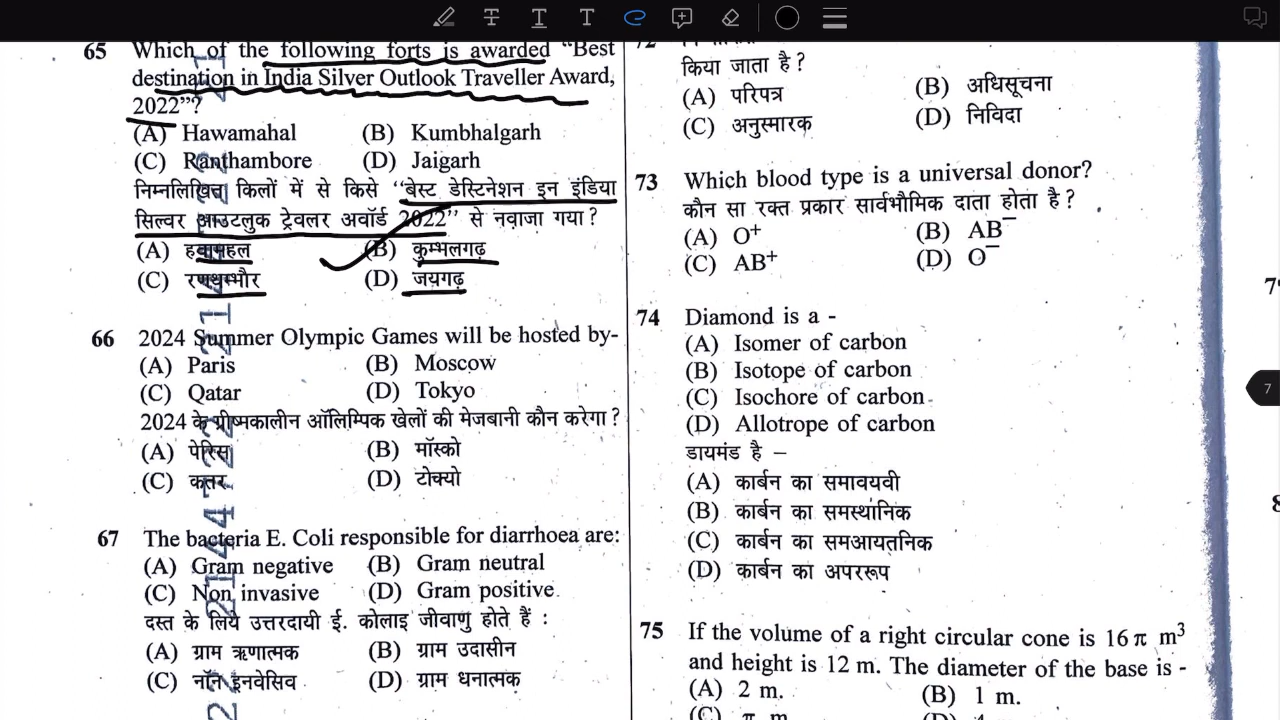 65 Which of the following forts is awarded “Best
destination in India Silver Outlook Traveller Award,
2022”?
(A) Hawamahal (B) Kumbhalgarh
(C) Ranthambore (D) Jaigarh
निम्नलिखित किलों में से किसे “बेस्ट डेस्टिनेशन इन इंडिया
सिल्वर आउटलुक ट्रेवलर अवॉर्ड 2022” से नवाजा गया ?
(A) हवामहल (B) कुम्भलगढ़
(C) रणथम्भौर (D) जयगढ़
66 2024 Summer Olympic Games will be hosted by-
(A) Paris (B) Moscow
(C) Qatar (D) Tokyo
2024 के ग्रीष्मकालीन ऑलिम्पिक खेलों की मेजबानी कौन करेगा ?
(A) पेरिस (B) मॉस्को
(C) कतर (D) टोक्यो
67 The bacteria E. Coli responsible for diarrhoea are:
(A) Gram negative (B) Gram neutral
(C) Non invasive (D) Gram positive.
दस्त के लिये उत्तरदायी ई. कोलाइ जीवाणु होते हैं :
(A) ग्राम ऋणात्मक (B) ग्राम उदासीन
(C) नॉन इनवेसिव (D) ग्राम धनात्मक
किया जाता है ?
(A) परिपत्र (B) अधिसूचना
(C) अनुस्मारक (D) निविदा
73 Which blood type is a universal donor?
कौन सा रक्त प्रकार सार्वभौमिक दाता होता है ?
(A) O⁺ (B) AB⁻
(C) AB⁺ (D) O⁻
74 Diamond is a -
(A) Isomer of carbon
(B) Isotope of carbon
(C) Isochore of carbon
(D) Allotrope of carbon
डायमंड है –
(A) कार्बन का समावयवी
(B) कार्बन का समस्थानिक
(C) कार्बन का समआयतनिक
(D) कार्बन का अपररूप
75 If the volume of a right circular cone is 16 π m³
and height is 12 m. The diameter of the base is -
(A) 2 m. (B) 1 m.
7